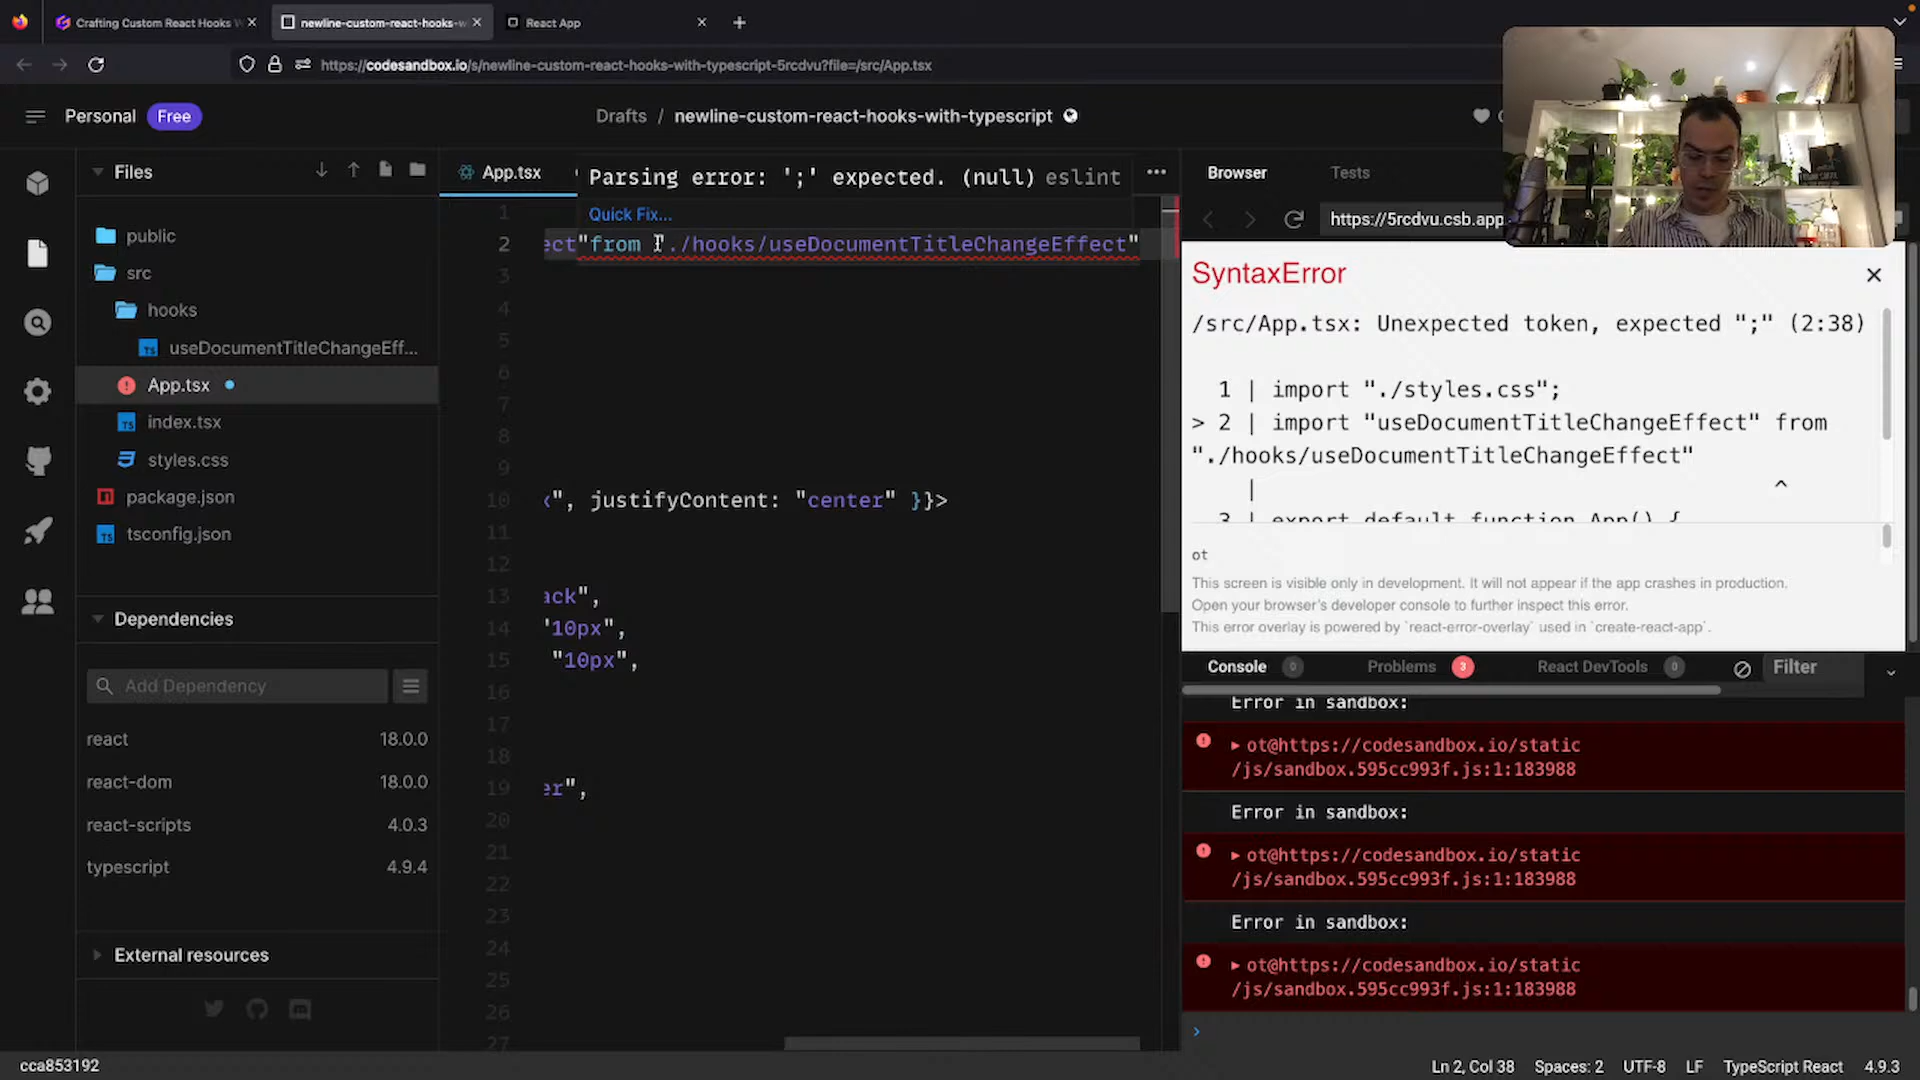 Crafting Custom React Hooks W
newline-custom-react-hooks-w
React App
https://codesandbox.io/s/newline-custom-react-hooks-with-typescript-5rcdvu?file=/src/App.tsx
Personal
Free
Drafts / newline-custom-react-hooks-with-typescript
Files
public
src
hooks
useDocumentTitleChangeEff...
App.tsx
index.tsx
styles.css
package.json
tsconfig.json
Dependencies
Add Dependency
react 18.0.0
react-dom 18.0.0
react-scripts 4.0.3
typescript 4.9.4
External resources
App.tsx
Parsing error: ';' expected. (null) eslint
Quick Fix...
1
2 ect"from "./hooks/useDocumentTitleChangeEffect"
3
4
5
6
7
8
9
10 x", justifyContent: "center" }}>
11
12
13 ack",
14 "10px",
15 "10px",
16
17
18
19 er",
20
21
22
23
24
25
26
27
Browser
Tests
https://5rcdvu.csb.app
SyntaxError
/src/App.tsx: Unexpected token, expected ";" (2:38)
1 | import "./styles.css";
> 2 | import "useDocumentTitleChangeEffect" from
"./hooks/useDocumentTitleChangeEffect"
| ^
3 | export default function App() {
ot
This screen is visible only in development. It will not appear if the app crashes in production.
Open your browser's developer console to further inspect this error.
This error overlay is powered by `react-error-overlay` used in `create-react-app`.
Console 0
Problems 3
React DevTools 0
Filter
Error in sandbox:
ot@https://codesandbox.io/static
/js/sandbox.595cc993f.js:1:183988
Error in sandbox:
ot@https://codesandbox.io/static
/js/sandbox.595cc993f.js:1:183988
Error in sandbox:
ot@https://codesandbox.io/static
/js/sandbox.595cc993f.js:1:183988
cca853192
Ln 2, Col 38
Spaces: 2
UTF-8
LF
TypeScript React
4.9.3